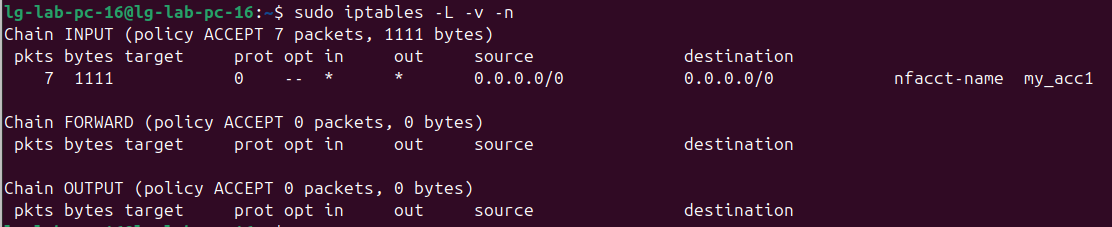 lg-lab-pc-16@lg-lab-pc-16:~$ sudo iptables -L -v -n
Chain INPUT (policy ACCEPT 7 packets, 1111 bytes)
 pkts bytes target     prot opt in     out     source               destination
    7  1111            0    --  *      *       0.0.0.0/0            0.0.0.0/0            nfacct-name  my_acc1
Chain FORWARD (policy ACCEPT 0 packets, 0 bytes)
 pkts bytes target     prot opt in     out     source               destination
Chain OUTPUT (policy ACCEPT 0 packets, 0 bytes)
 pkts bytes target     prot opt in     out     source               destination